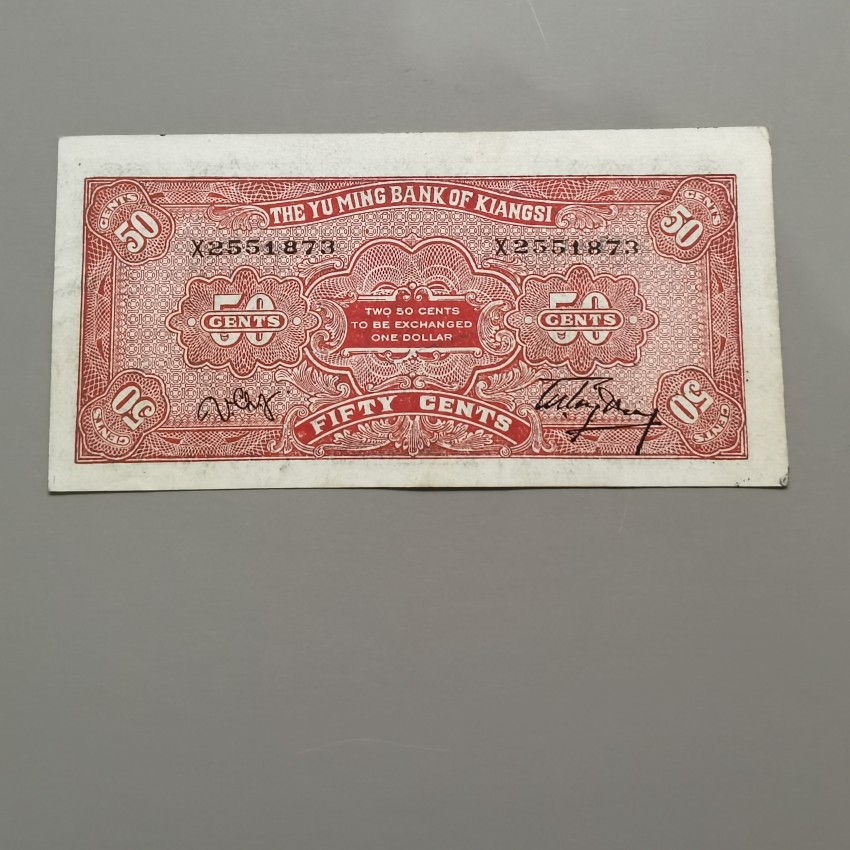 THE YU MING BANK OF KIANGSI
CENTS 50
50 CENTS
X2551873 X2551873
50 CENTS
TWO 50 CENTS
TO BE EXCHANGED
ONE DOLLAR
50 CENTS
50 CENTS
50 CENTS
FIFTY CENTS